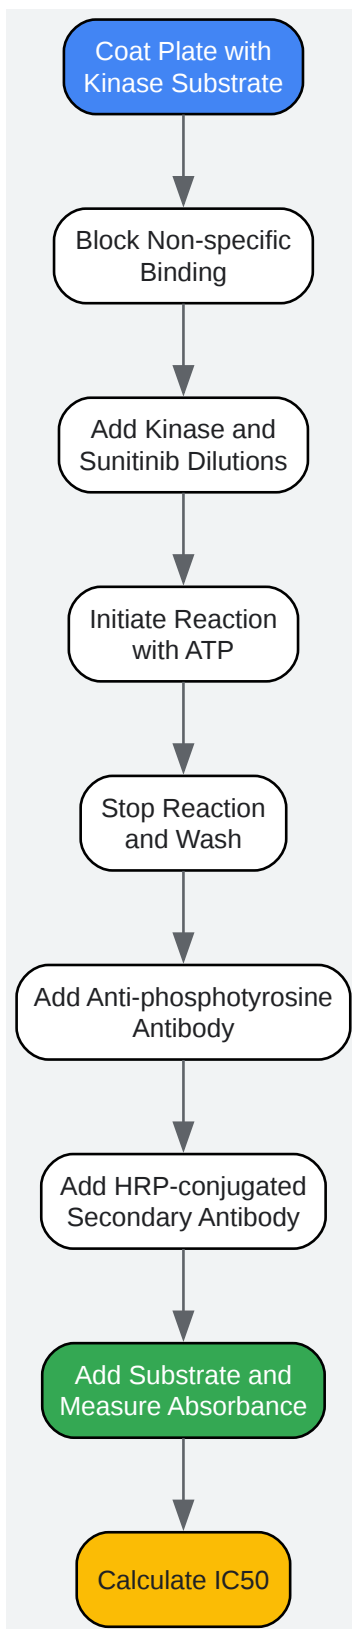 Coat Plate with
Kinase Substrate
Block Non-specific
Binding
Add Kinase and
Sunitinib Dilutions
Initiate Reaction
with ATP
Stop Reaction
and Wash
Add Anti-phosphotyrosine
Antibody
Add HRP-conjugated
Secondary Antibody
Add Substrate and
Measure Absorbance
Calculate IC50